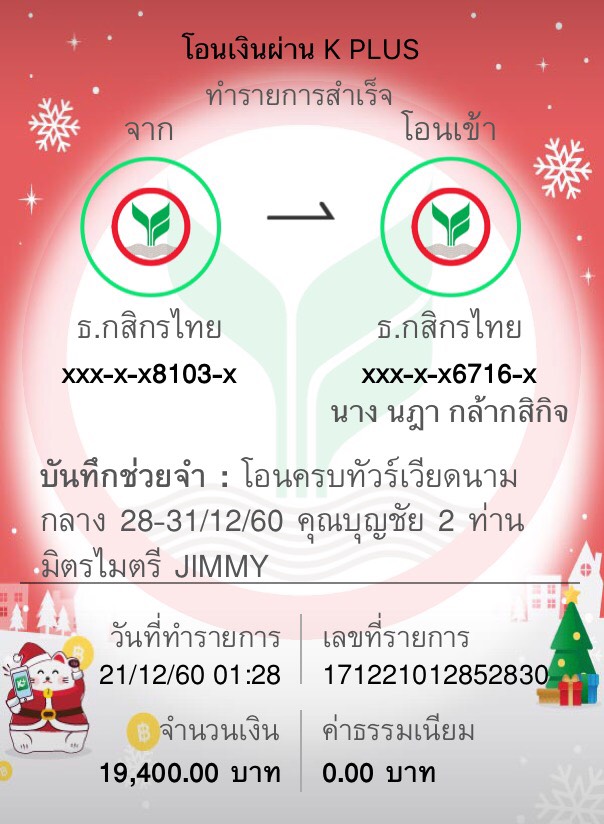 โอนเงินผ่าน K PLUS
ทำรายการสำเร็จ
จาก
โอนเข้า
ธ.กสิกรไทย
xxx-x-x8103-x
ธ.กสิกรไทย
xxx-x-x6716-x
นาง นฎา กล้ากสิกิจ
บันทึกช่วยจำ : โอนครบทัวร์เวียดนาม
กลาง 28-31/12/60 คุณบุญชัย 2 ท่าน
มิตรไมตรี JIMMY
วันที่ทำรายการ
21/12/60 01:28
เลขที่รายการ
171221012852830
จำนวนเงิน
19,400.00 บาท
ค่าธรรมเนียม
0.00 บาท